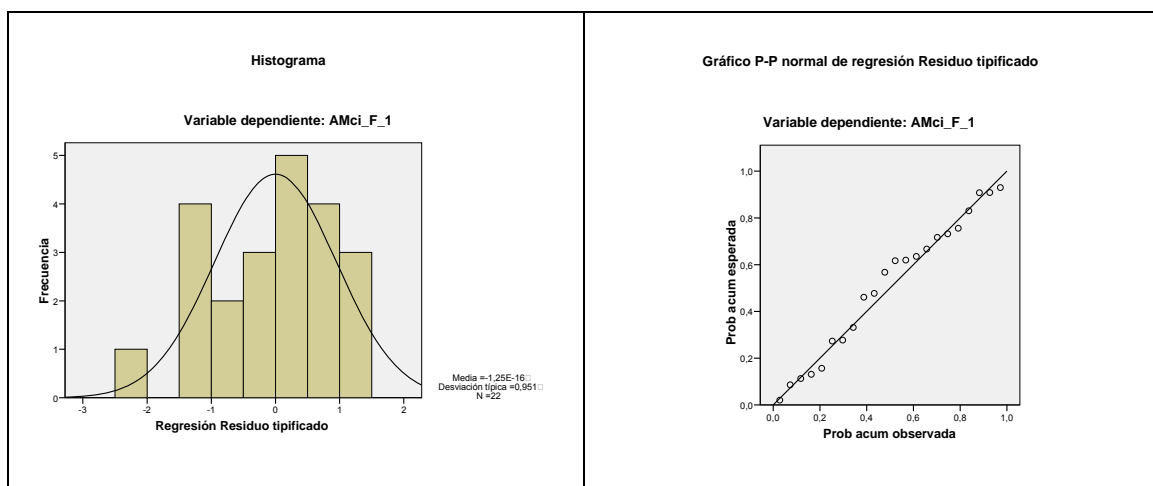 Histograma
Variable dependiente: AMci_F_1
Frecuencia
5
4
3
2
1
0
-3 -2 -1 0 1 2
Regresión Residuo tipificado
Media =-1,25E-16
Desviación típica =0,951
N =22
Gráfico P-P normal de regresión Residuo tipificado
Variable dependiente: AMci_F_1
Prob acum esperada
1,0
0,8
0,6
0,4
0,2
0,0
0,0 0,2 0,4 0,6 0,8 1,0
Prob acum observada